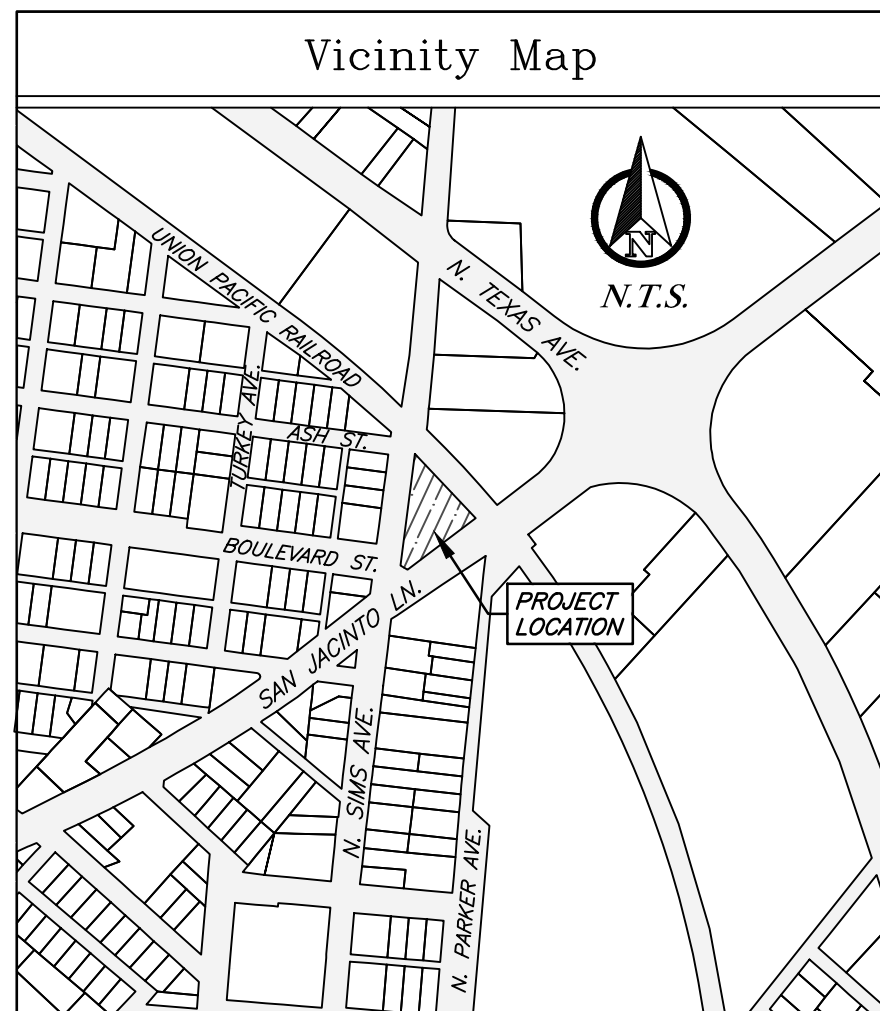 Vicinity Map
N
N.T.S.
UNION PACIFIC RAILROAD
N. TEXAS AVE.
TURKEY AVE.
ASH ST.
BOULEVARD ST.
SAN JACINTO LN.
PROJECT
LOCATION
N. SIMS AVE.
N. PARKER AVE.